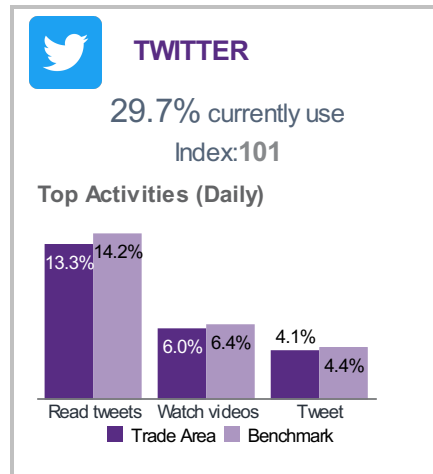 TWITTER
29.7% currently use
Index:101
Top Activities (Daily)
13.3% 14.2%
6.0% 6.4%
4.1% 4.4%
Read tweets Watch videos Tweet
Trade Area Benchmark